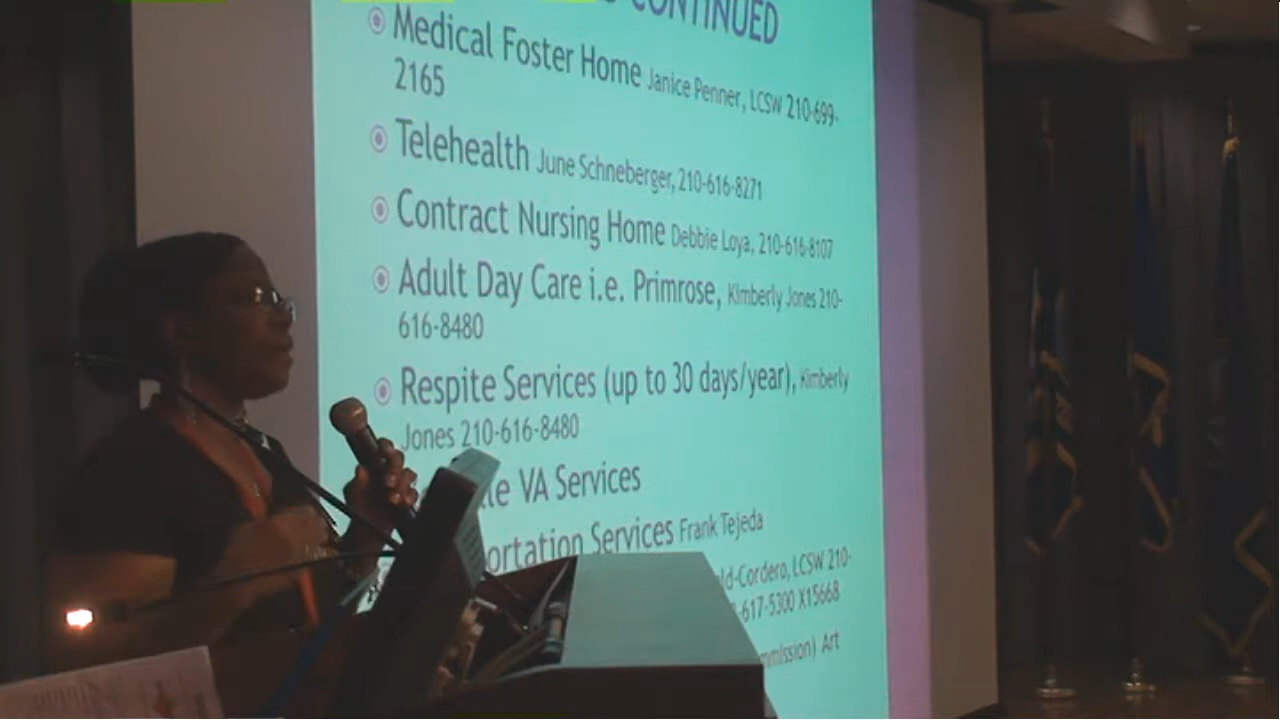 CONTINUED
Medical Foster Home Janice Penner, LCSW 210-699-
2165
Telehealth June Schneberger, 210-616-8271
Contract Nursing Home Debbie Loya, 210-616-8107
Adult Day Care i.e. Primrose, Kimberly Jones 210-
616-8480
Respite Services (up to 30 days/year), Kimberly
Jones 210-616-8480
VA Services
Services Frank Tejeda
LCSW 210-
617-5300 X15668
Art